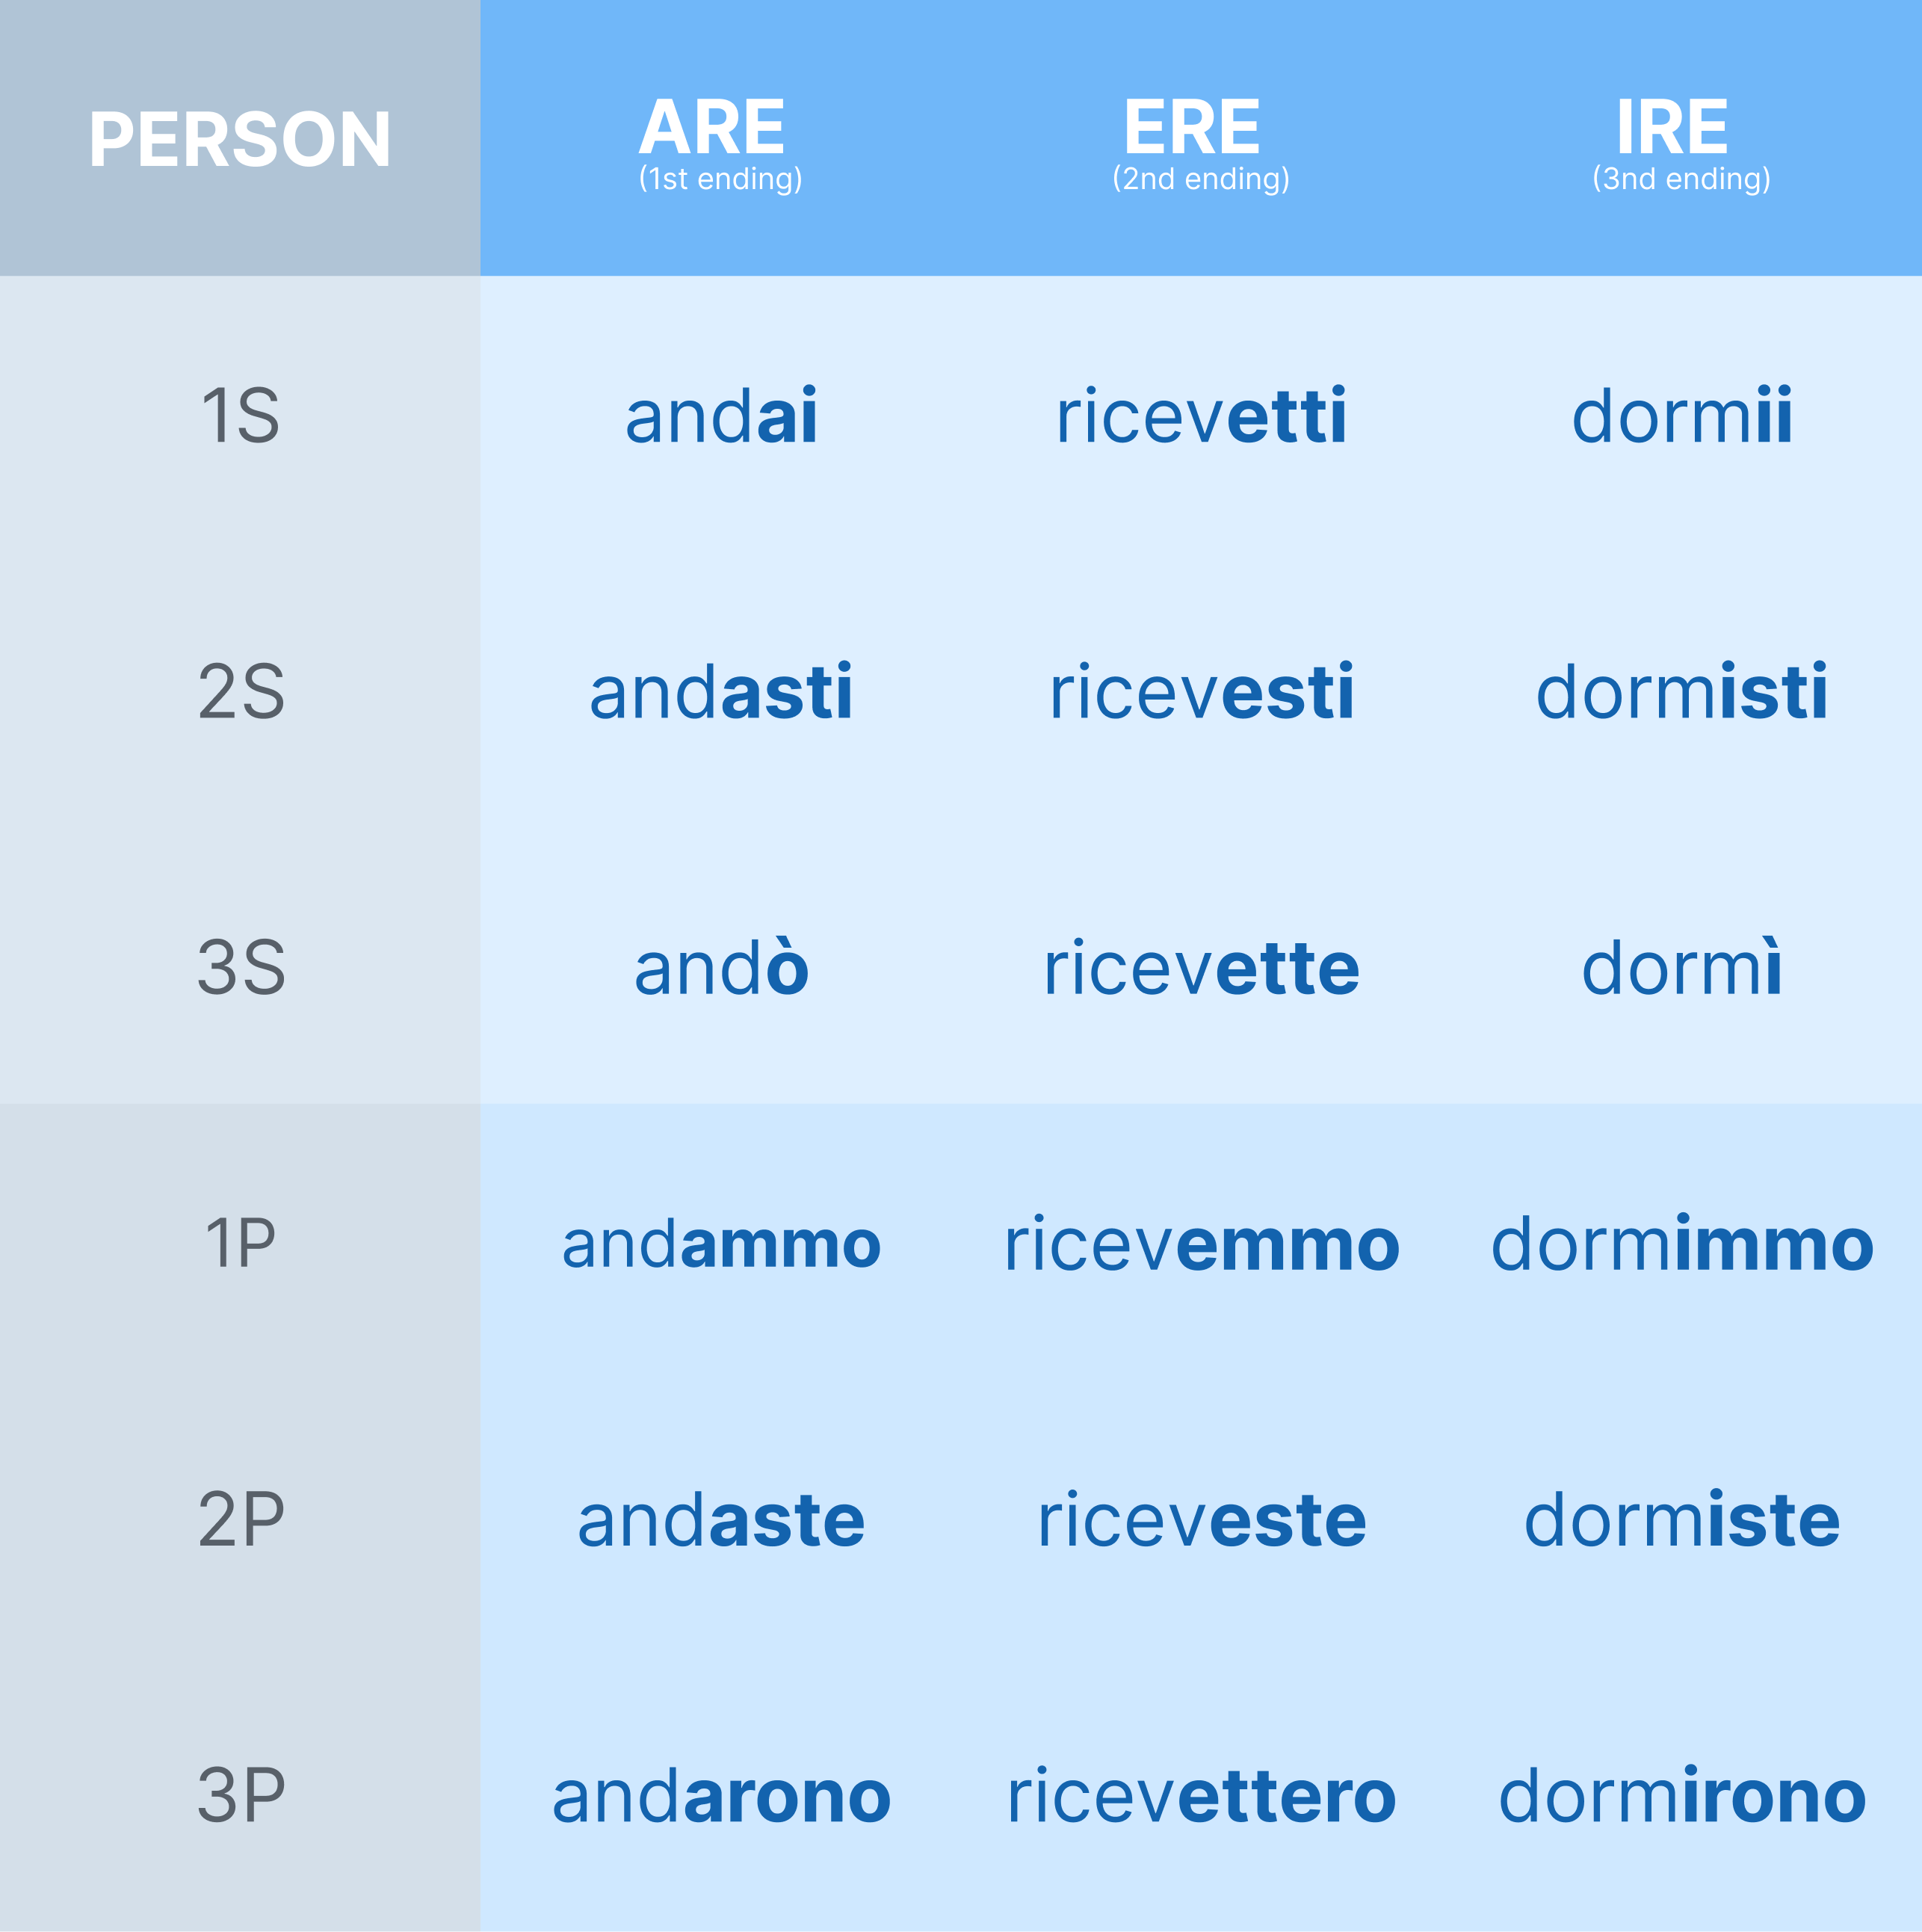 PERSON ARE ERE IRE
(1st ending) (2nd ending) (3nd ending)
1S andai ricevetti dormii
2S andasti ricevesti dormisti
3S andò ricevette dormì
1P andammo ricevemmo dormimmo
2P andaste riceveste dormiste
3P andarono ricevettero dormirono